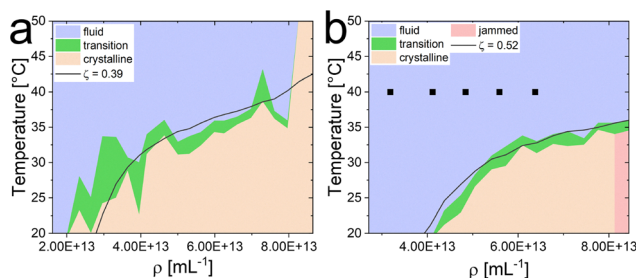 a
fluid
transition
crystalline
ζ = 0.39
Temperature [°C]
50
45
40
35
30
25
20
2.00E+13 4.00E+13 6.00E+13 8.00E+13
ρ [mL⁻¹]
b
fluid jammed
transition ζ = 0.52
crystalline
Temperature [°C]
50
45
40
35
30
25
20
4.00E+13 6.00E+13 8.00E+13
ρ [mL⁻¹]